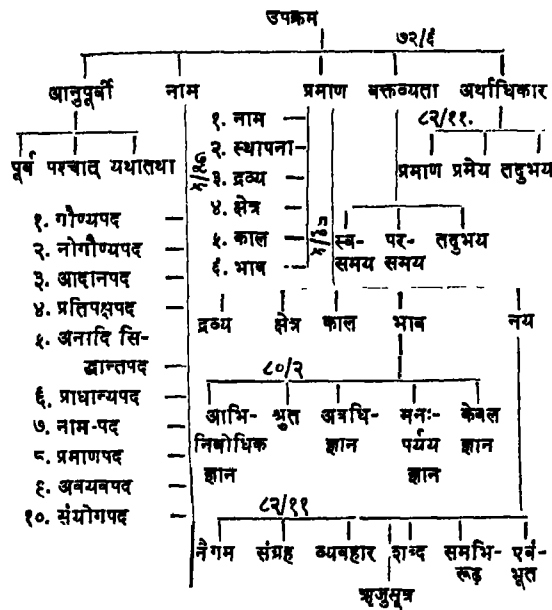 उपक्रम
७२/६
आनुपूर्वी नाम प्रमाण वक्तव्यता अर्थाधिकार
पूर्व पश्चात् यथातथा
१. नाम
२. स्थापना
३. द्रव्य
४. क्षेत्र
५. काल
६. भाव
८२/११.
प्रमाण प्रमेय तदुभय
स्व-समय पर-समय तदुभय
१. गौण्यपद
२. नोगौण्यपद
३. आदानपद
४. प्रतिपक्षपद
५. अनादि सि-
द्धान्तपद
६. प्राधान्यपद
७. नाम-पद
८. प्रमाणपद
९. अवयवपद
१०. संयोगपद
द्रव्य क्षेत्र काल भाव नय
८०/२
आभि-निबोधिक ज्ञान श्रुत अवधि-ज्ञान मनः-पर्यय ज्ञान केवल ज्ञान
८२/११
नैगम संग्रह व्यवहार ऋजुसूत्र शब्द समभि-रूढ़ एवं-भूत